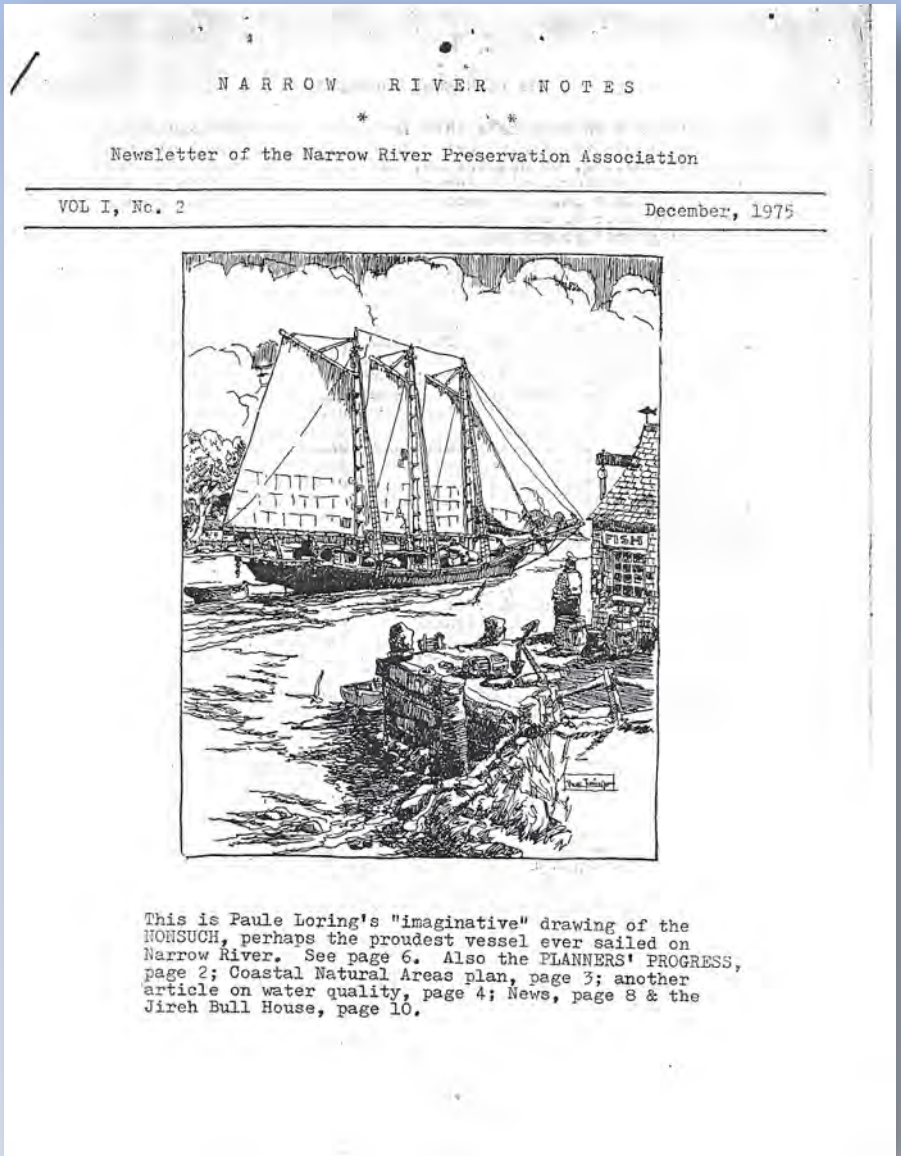 NARROW RIVER NOTES
* *
Newsletter of the Narrow River Preservation Association
VOL I, No. 2 December, 1975
FISH
This is Paule Loring's "imaginative" drawing of the
NONSUCH, perhaps the proudest vessel ever sailed on
Narrow River. See page 6. Also the PLANNERS' PROGRESS,
page 2; Coastal Natural Areas plan, page 3; another
article on water quality, page 4; News, page 8 & the
Jireh Bull House, page 10.